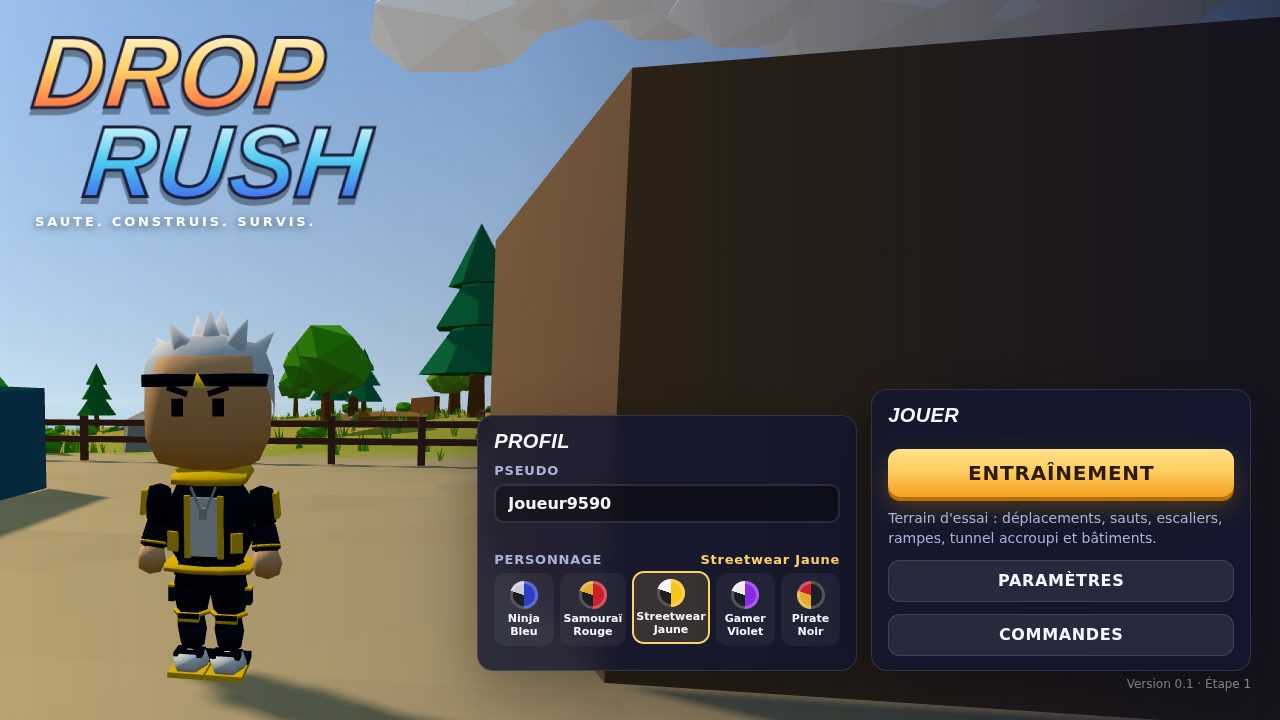 DROP
RUSH
SAUTE. CONSTRUIS. SURVIS.
PROFIL
PSEUDO
Joueur9590
PERSONNAGE
Streetwear Jaune
Ninja
Bleu
Samouraï
Rouge
Streetwear
Jaune
Gamer
Violet
Pirate
Noir
JOUER
ENTRAÎNEMENT
Terrain d'essai : déplacements, sauts, escaliers,
rampes, tunnel accroupi et bâtiments.
PARAMÈTRES
COMMANDES
Version 0.1 · Étape 1